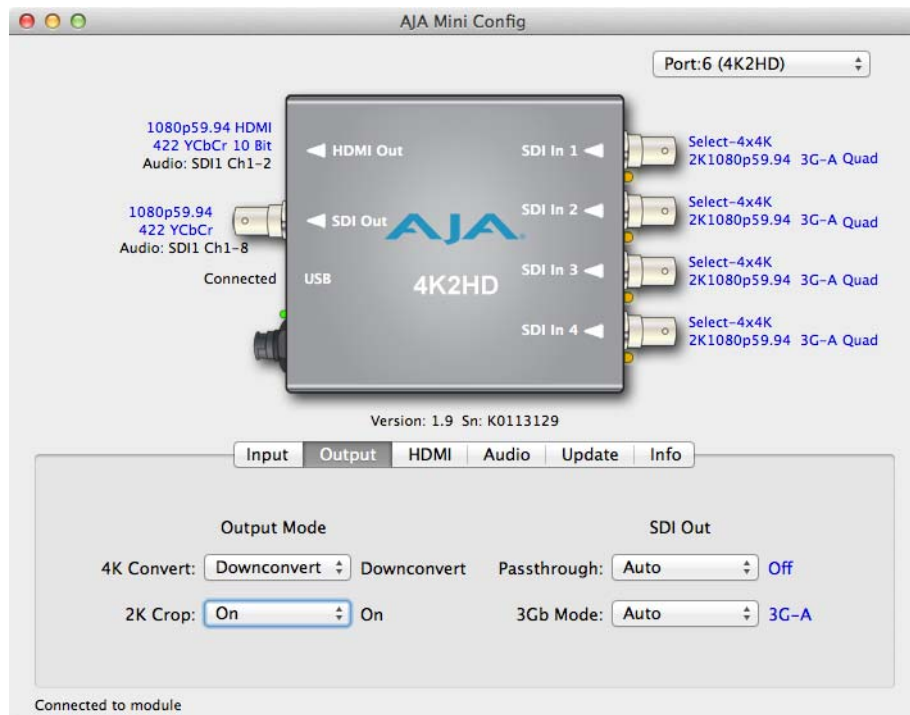 AJA Mini Config
Port:6 (4K2HD)
1080p59.94 HDMI
422 YCbCr 10 Bit
Audio: SDI1 Ch1-2
1080p59.94
422 YCbCr
Audio: SDI1 Ch1-8
Connected
HDMI Out
SDI Out
USB
AJA
4K2HD
SDI In 1
SDI In 2
SDI In 3
SDI In 4
Select-4x4K
2K1080p59.94 3G-A Quad
Select-4x4K
2K1080p59.94 3G-A Quad
Select-4x4K
2K1080p59.94 3G-A Quad
Select-4x4K
2K1080p59.94 3G-A Quad
Version: 1.9 Sn: K0113129
Input Output HDMI Audio Update Info
Output Mode
4K Convert: Downconvert Downconvert
2K Crop: On On
SDI Out
Passthrough: Auto Off
3Gb Mode: Auto 3G-A
Connected to module